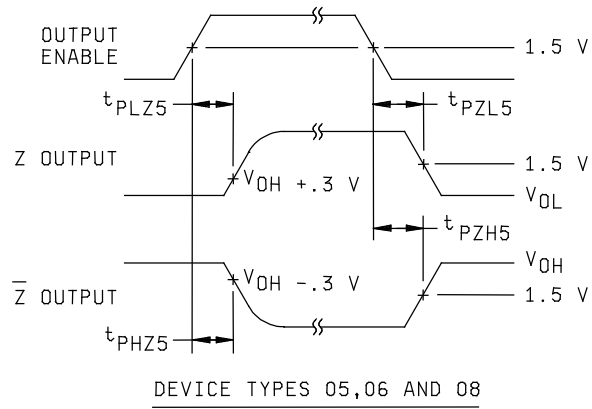 OUTPUT
ENABLE
1.5 V
tPLZ5
tPZL5
Z OUTPUT
VOH +.3 V
1.5 V
VOL
tPZH5
Z̅ OUTPUT
VOH -.3 V
VOH
1.5 V
tPHZ5
DEVICE TYPES 05,06 AND 08